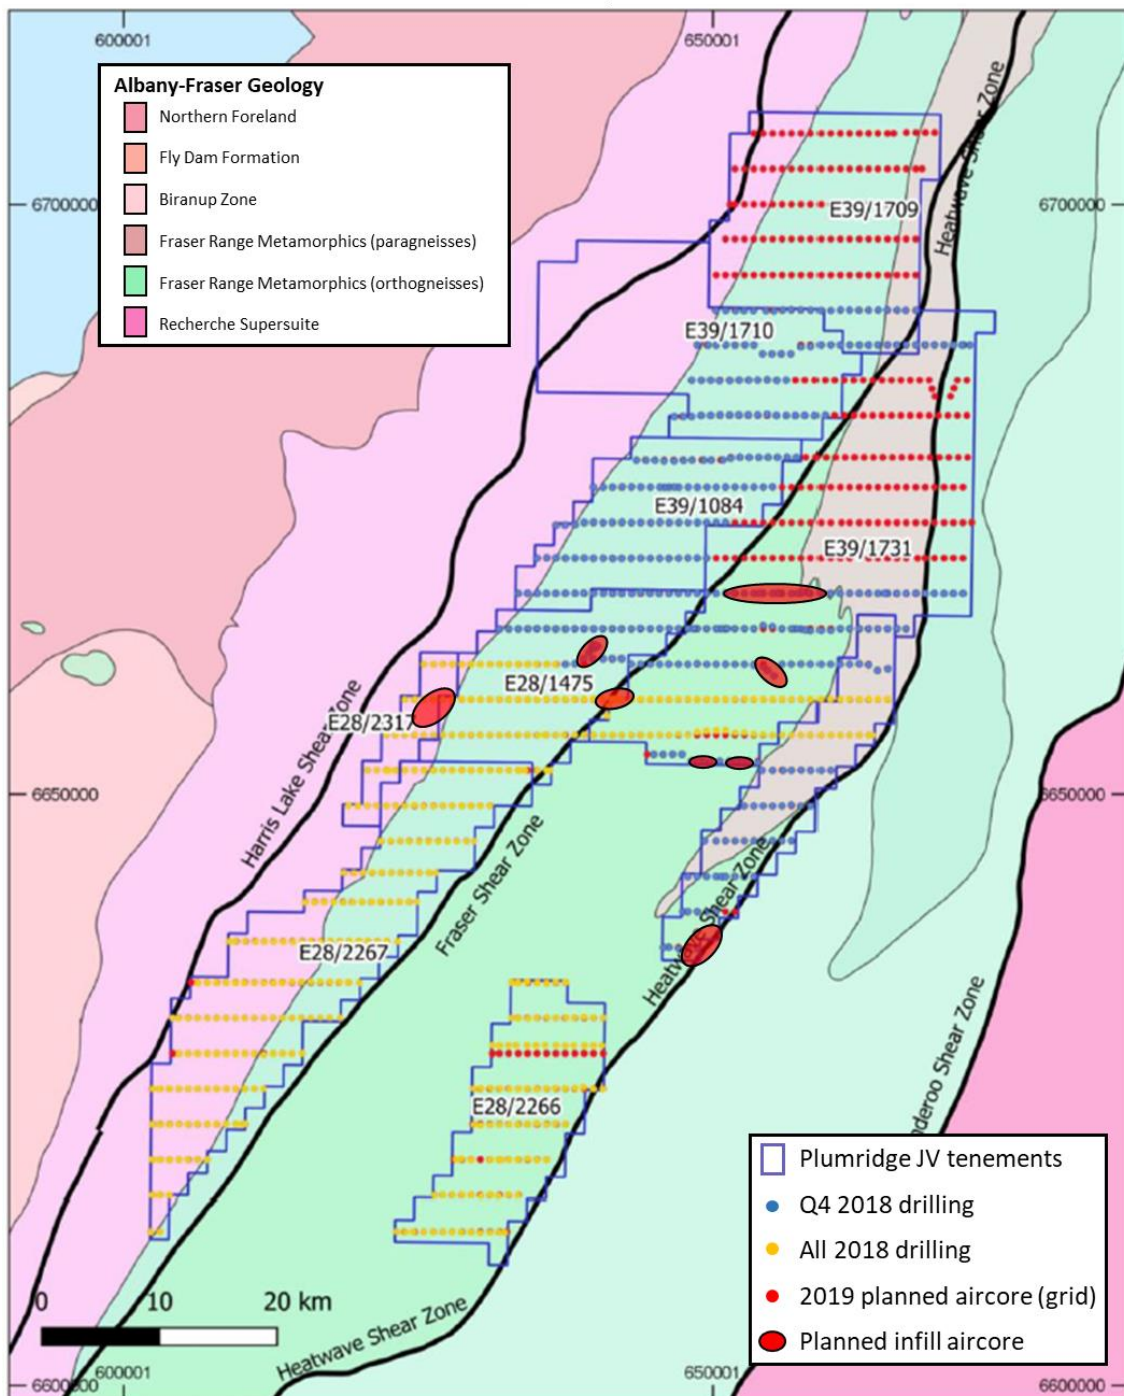 600001
650001
Albany-Fraser Geology
Northern Foreland
Fly Dam Formation
Biranup Zone
Fraser Range Metamorphics (paragneisses)
Fraser Range Metamorphics (orthogneisses)
Recherche Supersuite
Heatwave Shear Zone
6700000
6700000
E39/1709
E39/1710
E39/1084
E39/1731
E28/1475
E28/2317
Harris Lake Shear Zone
6650000
6650000
Fraser Shear Zone
Heatwave Shear Zone
E28/2267
nderoo Shear Zone
E28/2266
Plumridge JV tenements
Q4 2018 drilling
All 2018 drilling
2019 planned aircore (grid)
Planned infill aircore
0 10 20 km
Heatwave Shear Zone
6600000
600001
650001
6600000